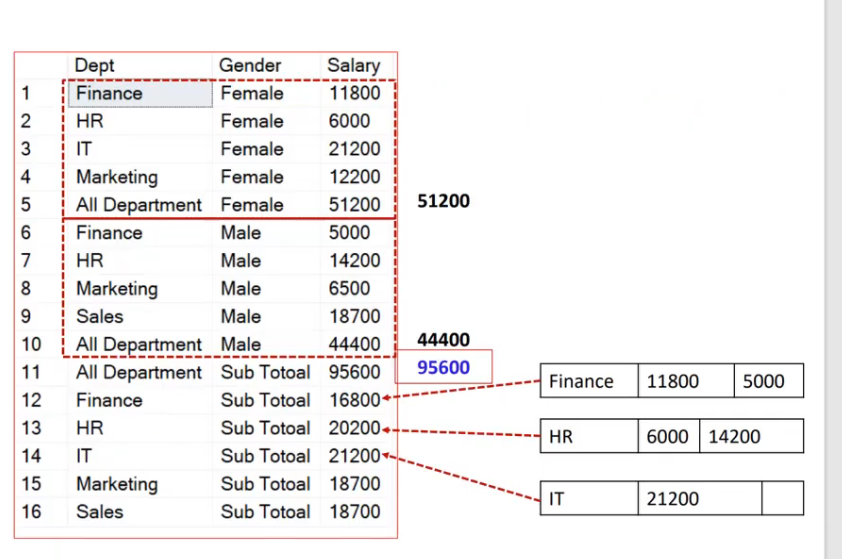 Dept Gender Salary
1 Finance Female 11800
2 HR Female 6000
3 IT Female 21200
4 Marketing Female 12200
5 All Department Female 51200 51200
6 Finance Male 5000
7 HR Male 14200
8 Marketing Male 6500
9 Sales Male 18700
10 All Department Male 44400 44400
11 All Department Sub Totoal 95600 95600
12 Finance Sub Totoal 16800
13 HR Sub Totoal 20200
14 IT Sub Totoal 21200
15 Marketing Sub Totoal 18700
16 Sales Sub Totoal 18700
Finance 11800 5000
HR 6000 14200
IT 21200